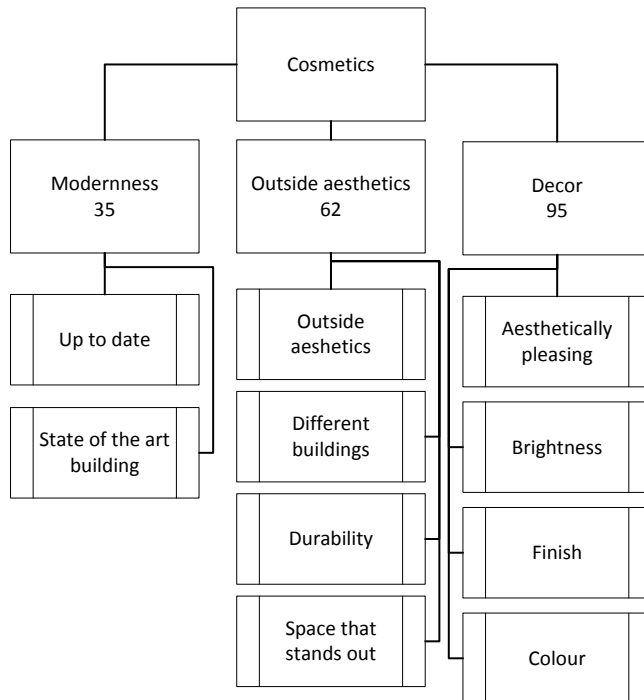 Cosmetics
Modernness
35
Outside aesthetics
62
Decor
95
Up to date
State of the art
building
Outside
aeshetics
Different
buildings
Durability
Space that
stands out
Aesthetically
pleasing
Brightness
Finish
Colour